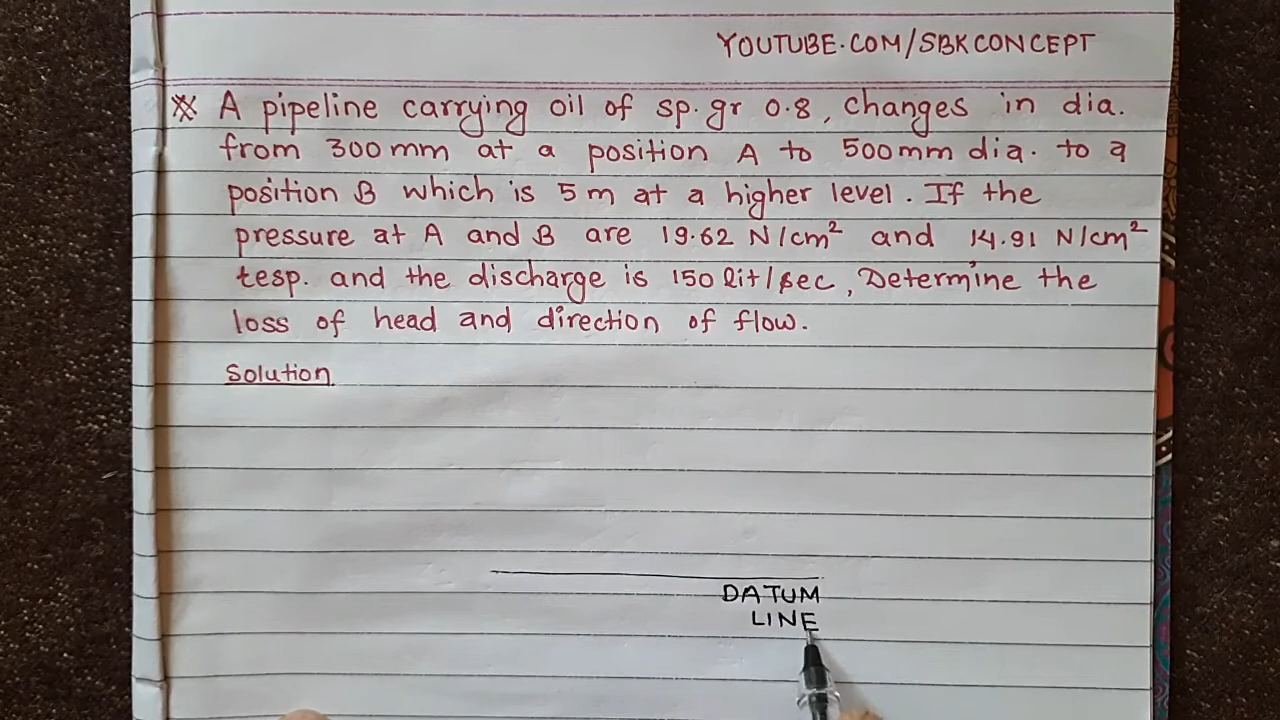 YOUTUBE.COM/SBKCONCEPT
※ A pipeline carrying oil of sp.gr 0.8, changes in dia.
from 300mm at a position A to 500mm dia. to a
position B which is 5m at a higher level. If the
pressure at A and B are 19.62 N/cm² and 14.91 N/cm²
tesp. and the discharge is 150 lit/sec, Determine the
loss of head and direction of flow.
Solution
DATUM
LINE